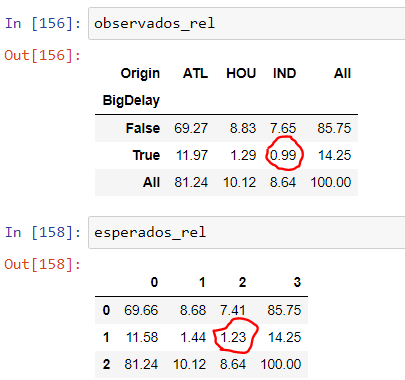 In [156]: observados_rel
Out[156]:
Origin ATL HOU IND All
BigDelay
False 69.27 8.83 7.65 85.75
True 11.97 1.29 0.99 14.25
All 81.24 10.12 8.64 100.00
In [158]: esperados_rel
Out[158]:
0 1 2 3
0 69.66 8.68 7.41 85.75
1 11.58 1.44 1.23 14.25
2 81.24 10.12 8.64 100.00